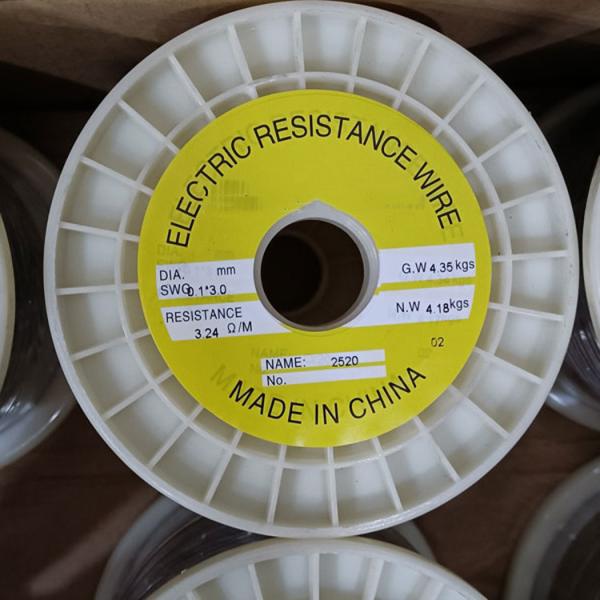 ELECTRIC RESISTANCE WIRE
DIA. mm
SWG 0.1*3.0
G.W 4.35 kgs
RESISTANCE
3.24 Ω/M
N.W 4.18 kgs
02
NAME: 2520
No.
MADE IN CHINA